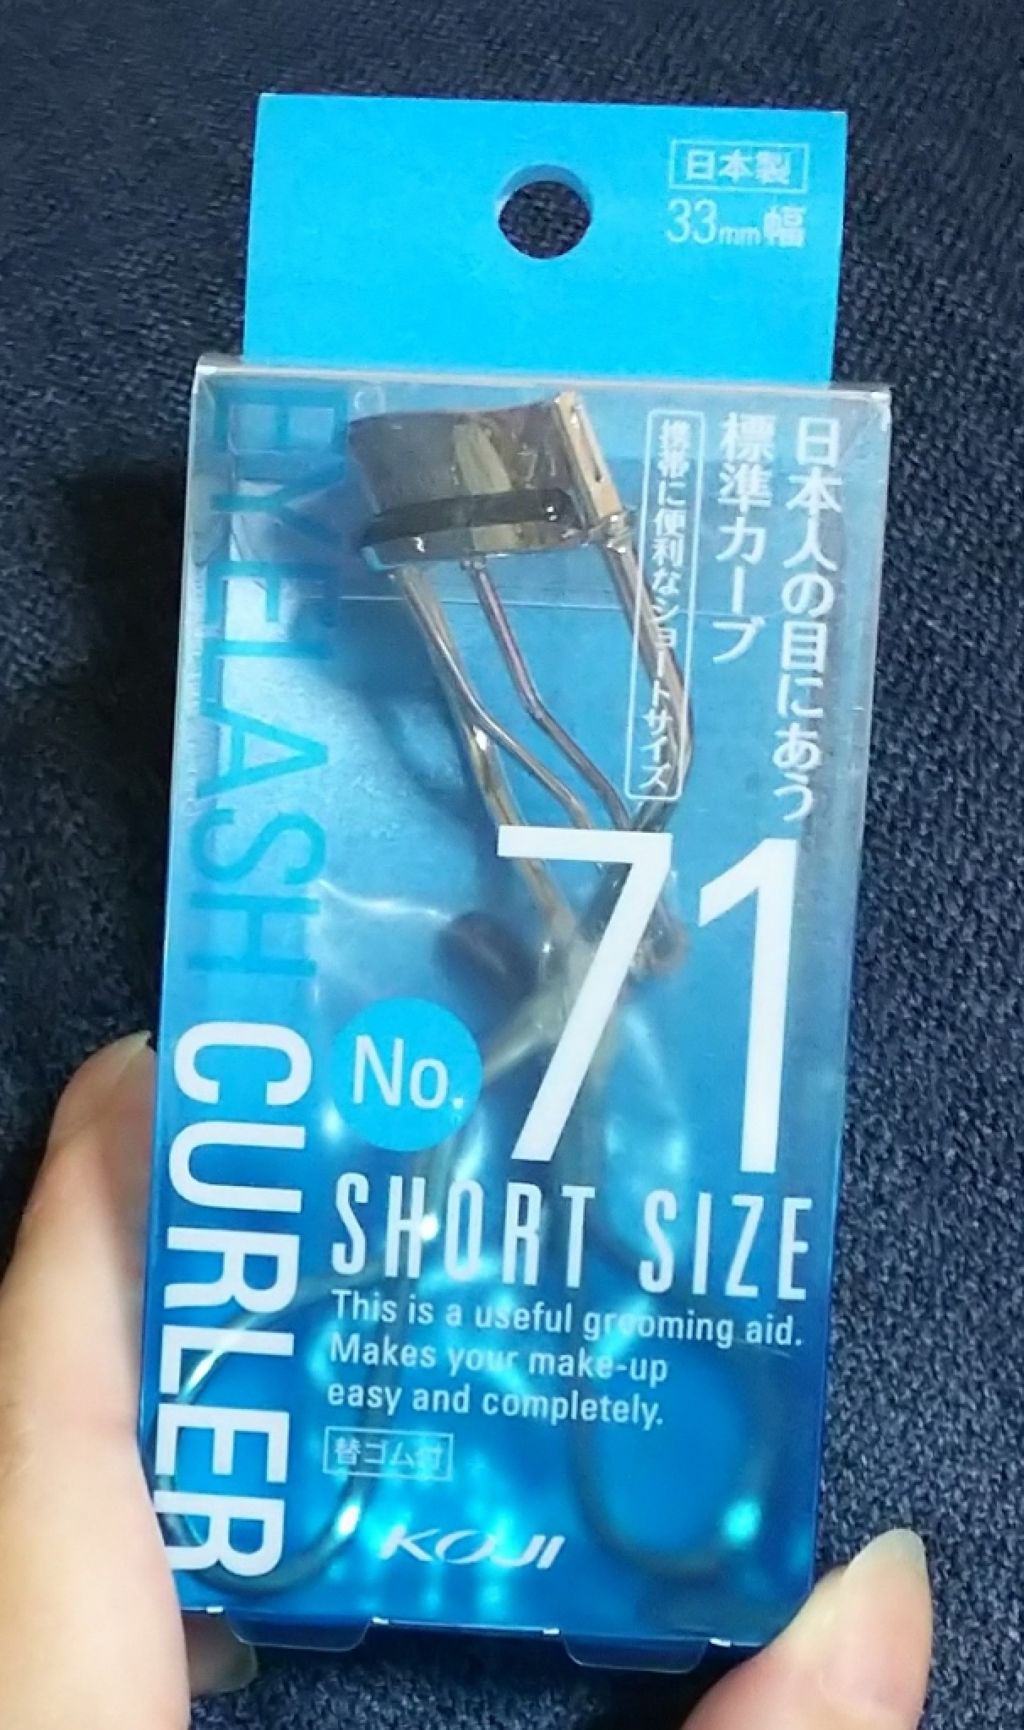 日本製
33mm幅
日本人の目にあう
標準カーブ
携帯に便利なショートサイズ
EYELASH CURLER
No.
71
SHORT SIZE
This is a useful grooming aid.
Makes your make-up
easy and completely.
替ゴム付
KOJI